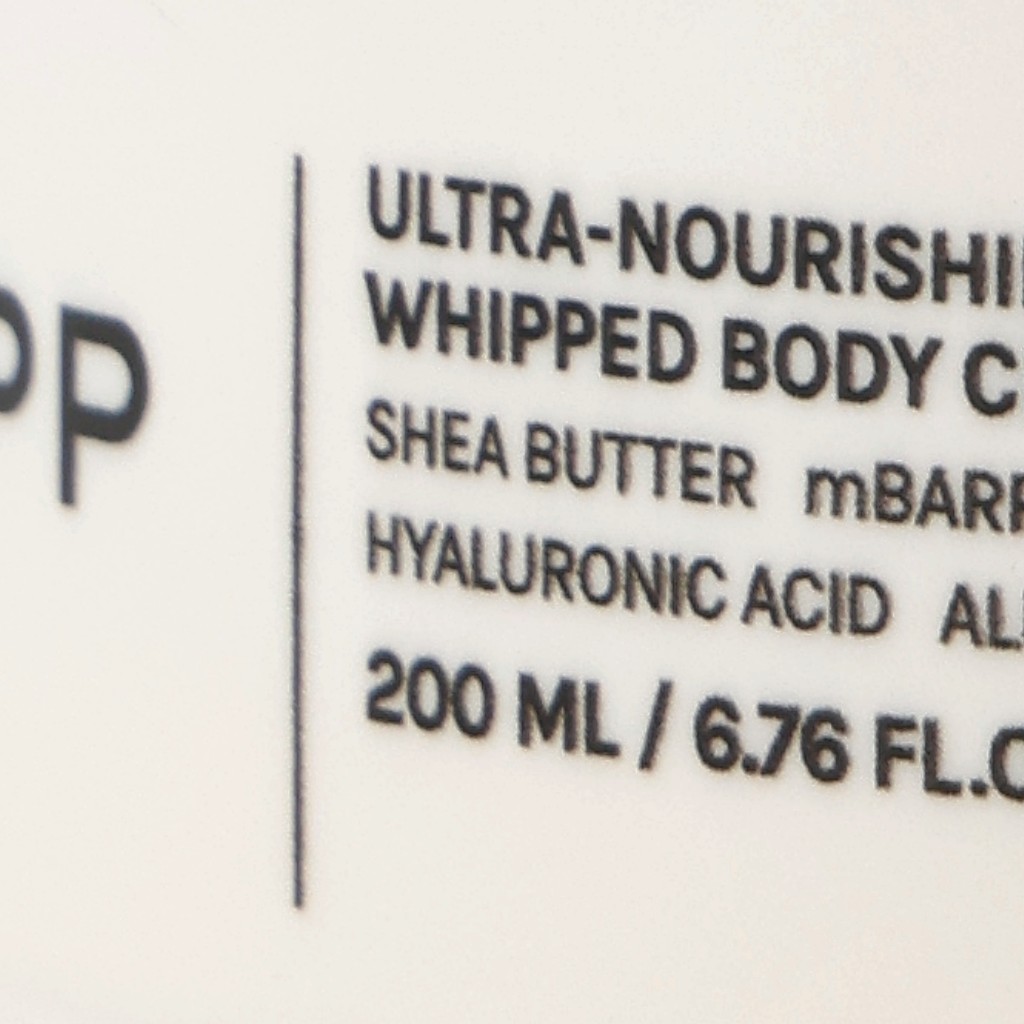 PP
ULTRA-NOURISHI
WHIPPED BODY C
SHEA BUTTER mBARR
HYALURONIC ACID AL
200 ML / 6.76 FL.O